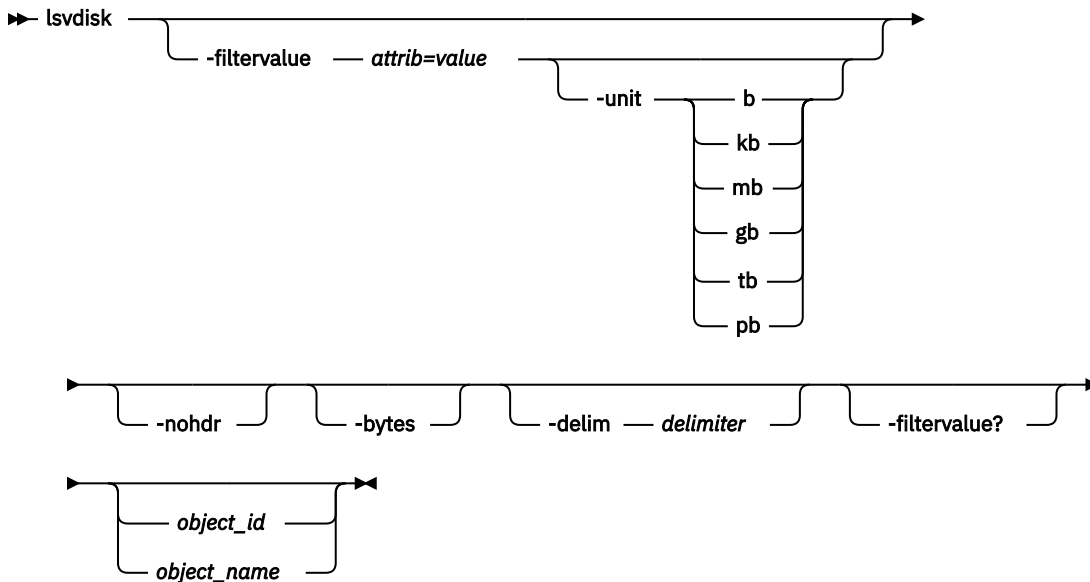 lsvdisk
-filtervalue attrib=value
-unit b
kb
mb
gb
tb
pb
-nohdr -bytes -delim delimiter -filtervalue?
object_id
object_name